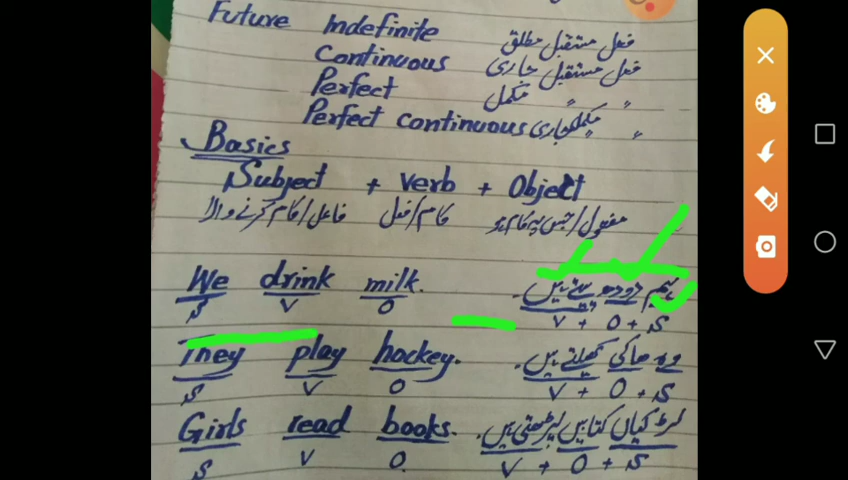 Future Indefinite فعل مستقبل مطلق
Continuous فعل مستقبل جاری
Perfect " " مکمل
Perfect continuous " " مکمل جاری
Basics
Subject + Verb + Object
فاعل/کام کرنے والا کام/فعل مفعول/جس پہ کام ہو
We drink milk. ہم دودھ پیتے ہیں۔
S V O V + O + S
They play hockey. وہ ہاکی کھیلتے ہیں۔
S V O V + O + S
Girls read books. لڑکیاں کتابیں پڑھتی ہیں۔
S V O. V + O + S